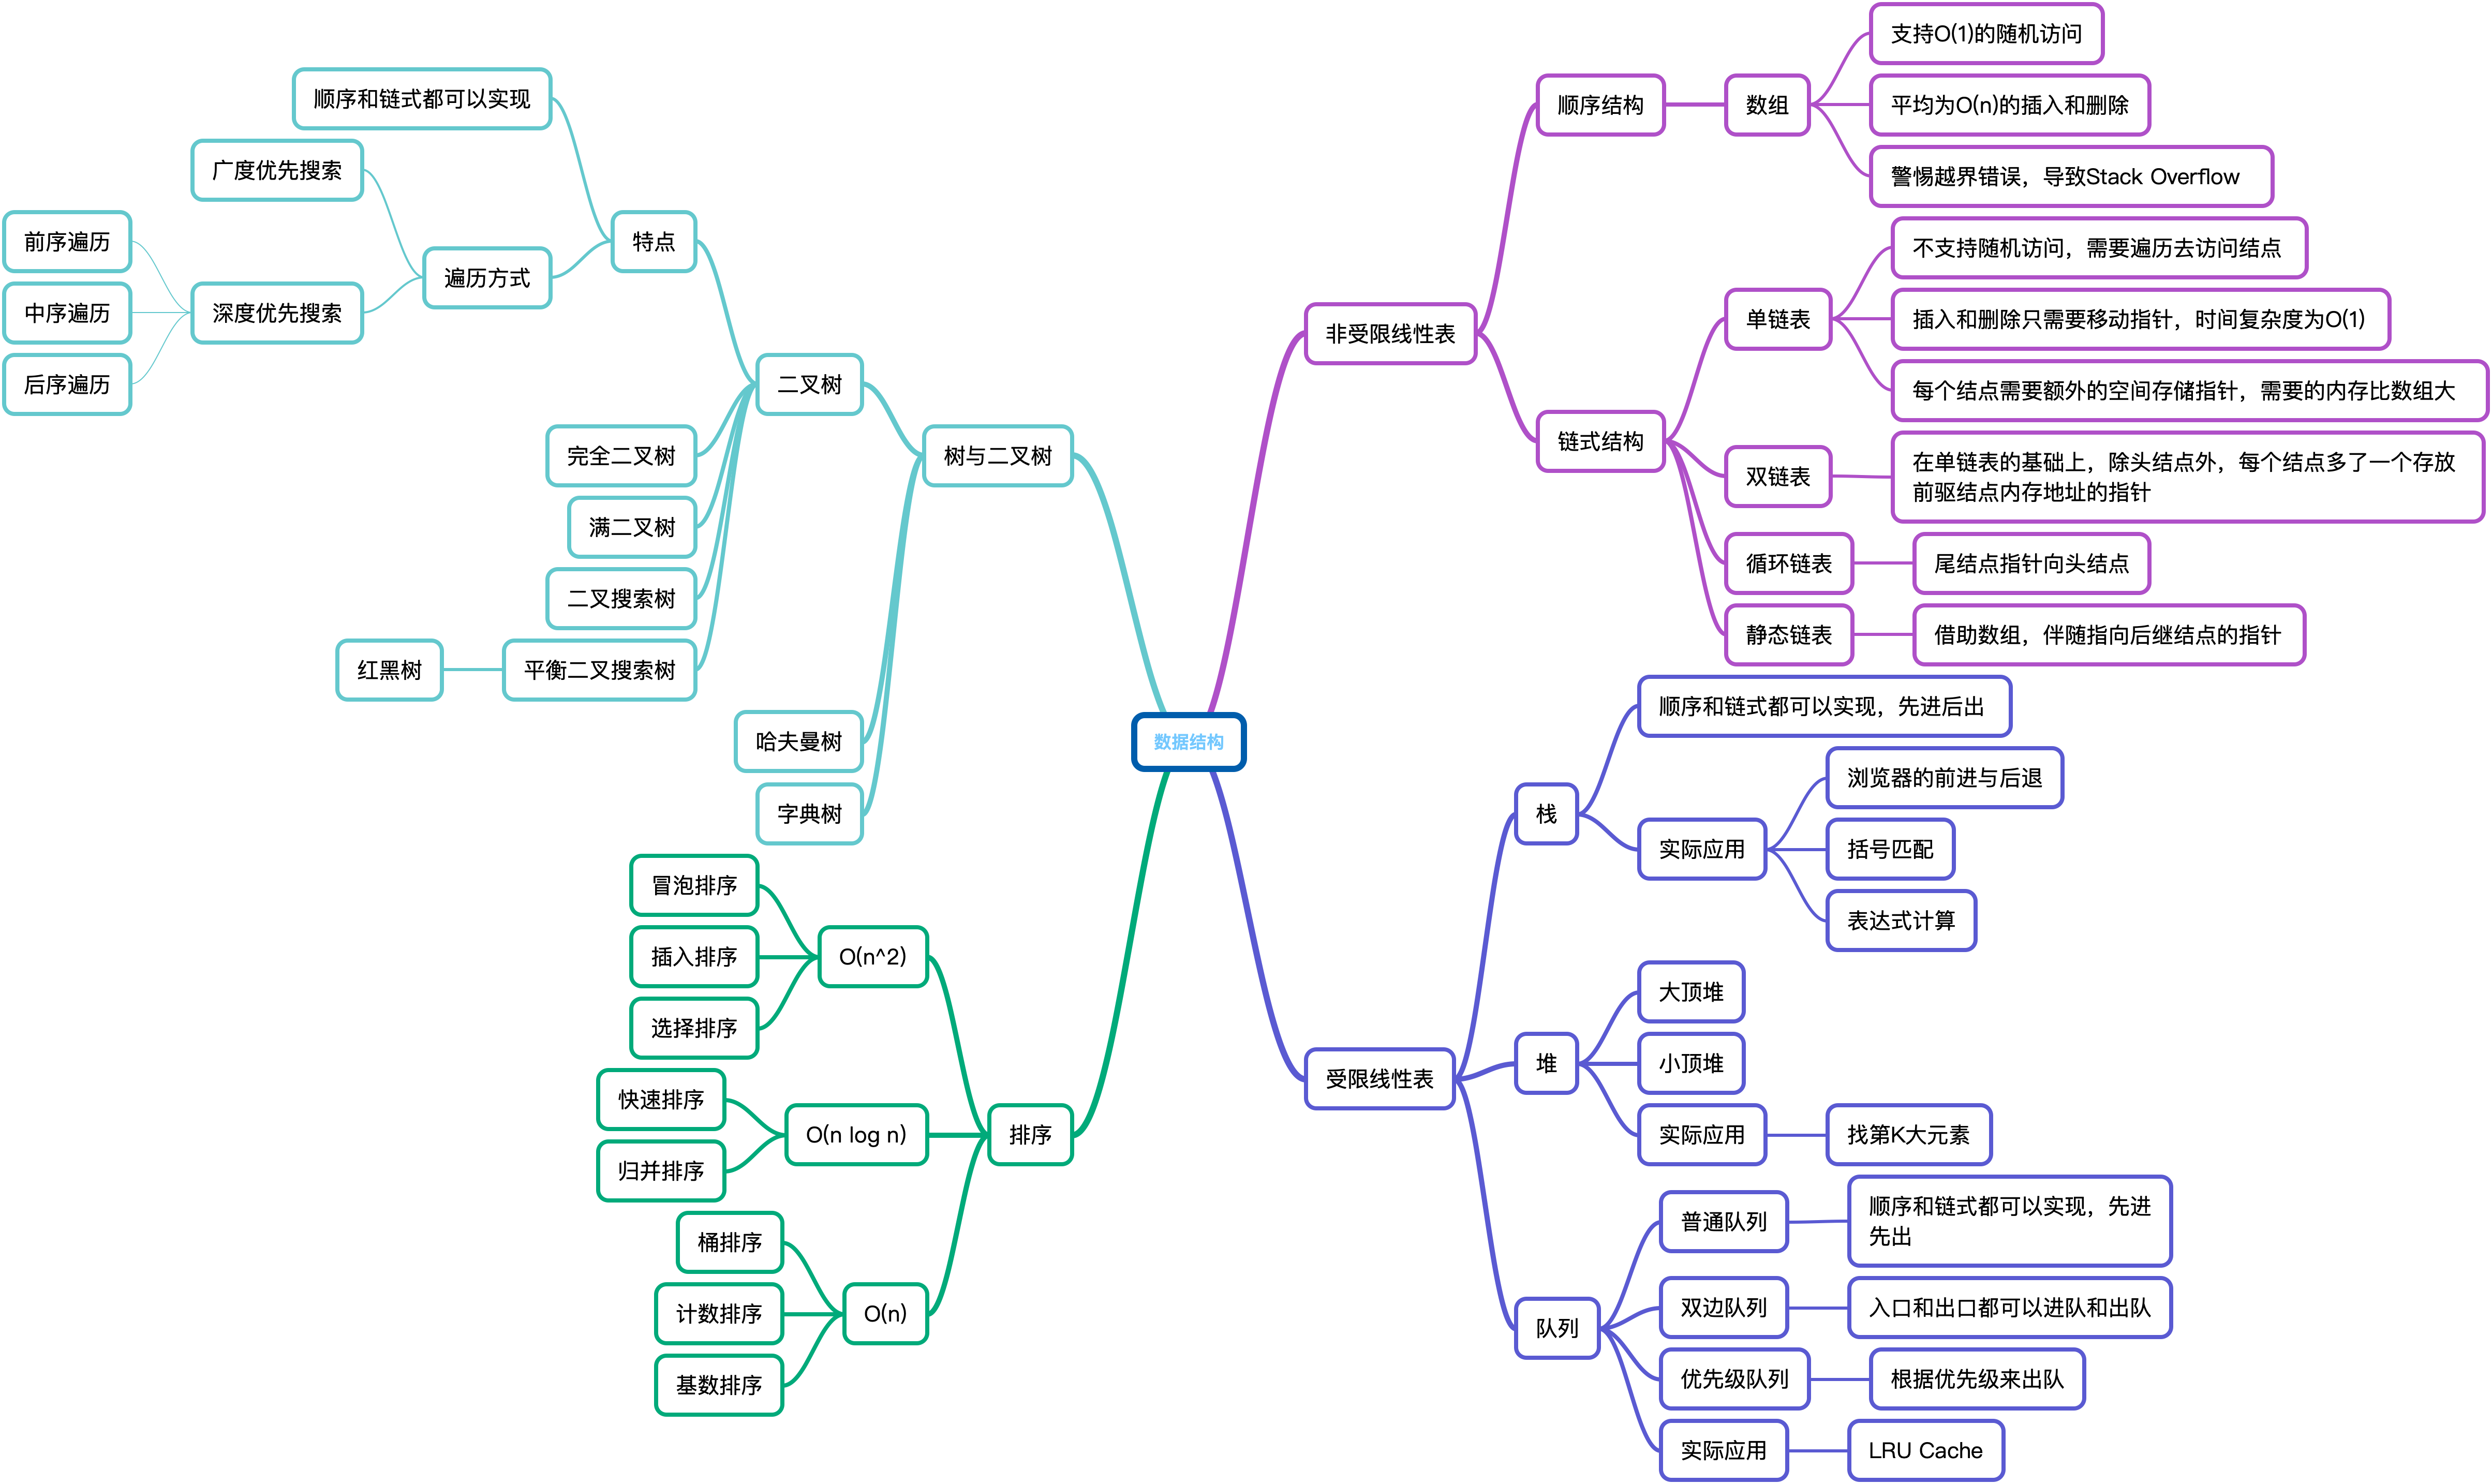 数据结构
非受限线性表
顺序结构
数组
支持O(1)的随机访问
平均为O(n)的插入和删除
警惕越界错误，导致Stack Overflow
链式结构
单链表
不支持随机访问，需要遍历去访问结点
插入和删除只需要移动指针，时间复杂度为O(1)
每个结点需要额外的空间存储指针，需要的内存比数组大
双链表
在单链表的基础上，除头结点外，每个结点多了一个存放
前驱结点内存地址的指针
循环链表
尾结点指针向头结点
静态链表
借助数组，伴随指向后继结点的指针
受限线性表
栈
顺序和链式都可以实现，先进后出
实际应用
浏览器的前进与后退
括号匹配
表达式计算
堆
大顶堆
小顶堆
实际应用
找第K大元素
队列
普通队列
顺序和链式都可以实现，先进
先出
双边队列
入口和出口都可以进队和出队
优先级队列
根据优先级来出队
实际应用
LRU Cache
树与二叉树
二叉树
特点
顺序和链式都可以实现
遍历方式
广度优先搜索
深度优先搜索
前序遍历
中序遍历
后序遍历
完全二叉树
满二叉树
二叉搜索树
平衡二叉搜索树
红黑树
哈夫曼树
字典树
排序
O(n^2)
冒泡排序
插入排序
选择排序
O(n log n)
快速排序
归并排序
O(n)
桶排序
计数排序
基数排序